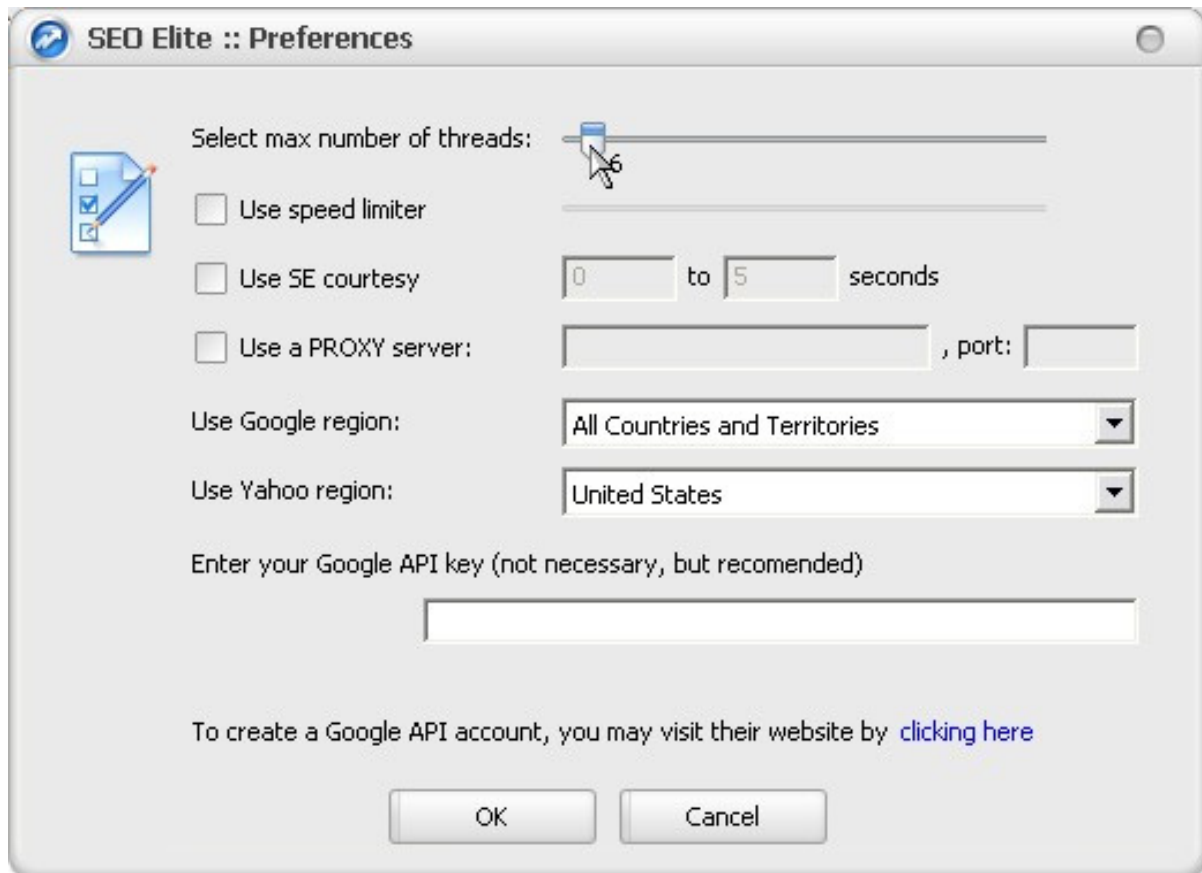 SEO Elite :: Preferences
Select max number of threads:
6
Use speed limiter
Use SE courtesy 0 to 5 seconds
Use a PROXY server: , port:
Use Google region: All Countries and Territories
Use Yahoo region: United States
Enter your Google API key (not necessary, but recomended)
To create a Google API account, you may visit their website by clicking here
OK Cancel